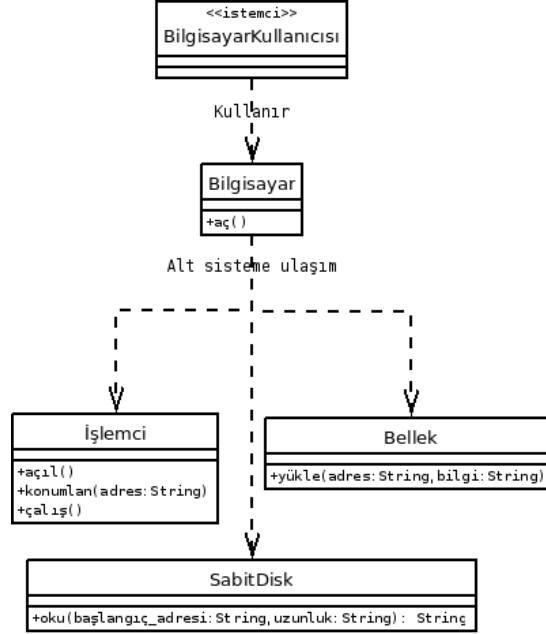 <<istemci>>
BilgisayarKullanıcısı
Kullanır
Bilgisayar
+aç()
Alt sisteme ulaşım
İşlemci
+açıl()
+konumlan(adres:String)
+çalış()
Bellek
+yükle(adres:String,bilgi:String)
SabitDisk
+oku(başlangıç_adresi:String,uzunluk:String): String